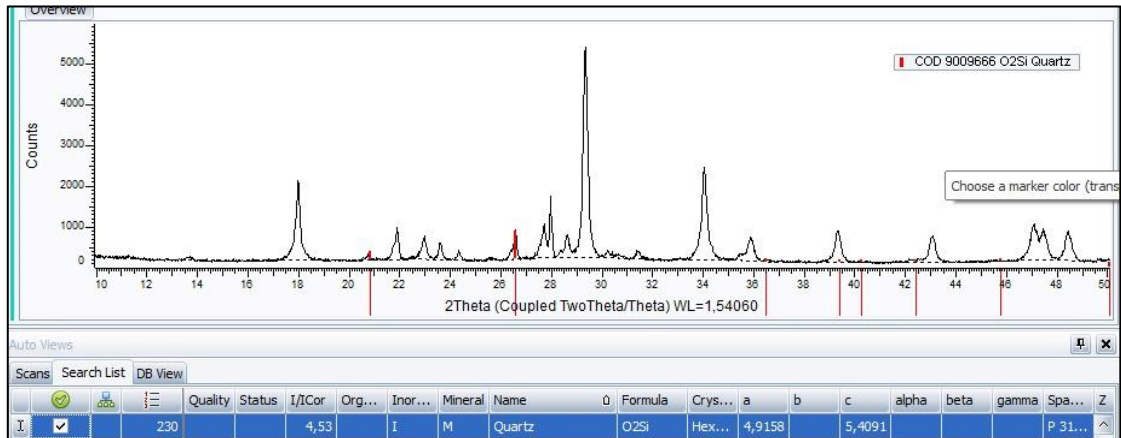 Overview
5000
4000
3000
2000
1000
0
Counts
COD 9009666 O2Si Quartz
Choose a marker color (trans
10 12 14 16 18 20 22 24 26 28 30 32 34 36 38 40 42 44 46 48 50
2Theta (Coupled TwoTheta/Theta) WL=1,54060
Auto Views
Scans Search List DB View
Quality Status I/ICor Org... Inor... Mineral Name Formula Crys... a b c alpha beta gamma Spa... Z
230 4,53 I M Quartz O2Si Hex... 4,9158 5,4091 P 31...